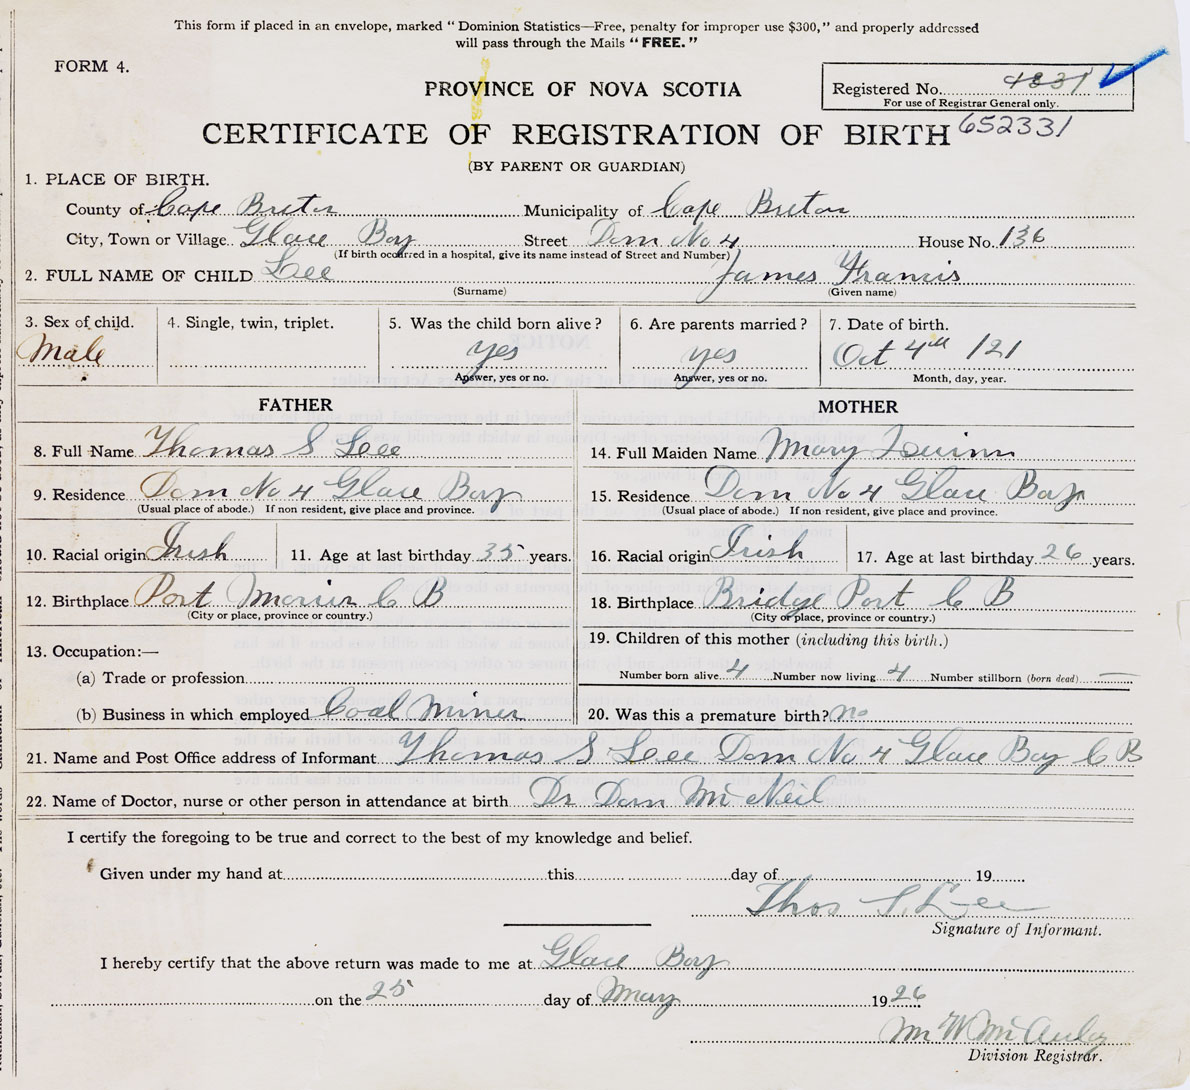 This form if placed in an envelope, marked "Dominion Statistics—Free, penalty for improper use $300," and properly addressed
will pass through the Mails "FREE."
FORM 4.
PROVINCE OF NOVA SCOTIA
Registered No. 4831
For use of Registrar General only.
CERTIFICATE OF REGISTRATION OF BIRTH 652331
(BY PARENT OR GUARDIAN)
1. PLACE OF BIRTH.
County of Cape Breton Municipality of Cape Breton
City, Town or Village Glace Bay Street Dom No 4 House No. 136
(If birth occurred in a hospital, give its name instead of Street and Number)
2. FULL NAME OF CHILD Lee James Francis
(Surname) (Given name)
3. Sex of child. 4. Single, twin, triplet. 5. Was the child born alive? 6. Are parents married? 7. Date of birth.
Male yes yes Oct 4th /21
Answer, yes or no. Answer, yes or no. Month, day, year.
FATHER MOTHER
8. Full Name Thomas S Lee 14. Full Maiden Name Mary Quinn
9. Residence Dom No 4 Glace Bay 15. Residence Dom No 4 Glace Bay
(Usual place of abode.) If non resident, give place and province. (Usual place of abode.) If non resident, give place and province.
10. Racial origin Irish 11. Age at last birthday 35 years. 16. Racial origin Irish 17. Age at last birthday 26 years.
12. Birthplace Port Morien C B 18. Birthplace Bridge Port C B
(City or place, province or country.) (City or place, province or country.)
19. Children of this mother (including this birth.)
13. Occupation:—
(a) Trade or profession Number born alive 4 Number now living 4 Number stillborn (born dead) —
(b) Business in which employed Coal Miner 20. Was this a premature birth? no
21. Name and Post Office address of Informant Thomas S Lee Dom No 4 Glace Bay C B
22. Name of Doctor, nurse or other person in attendance at birth Dr Dan McNeil
I certify the foregoing to be true and correct to the best of my knowledge and belief.
Given under my hand at this day of 19
Thos S. Lee
Signature of Informant.
I hereby certify that the above return was made to me at Glace Bay
on the 25 day of May 1926
Division Registrar.